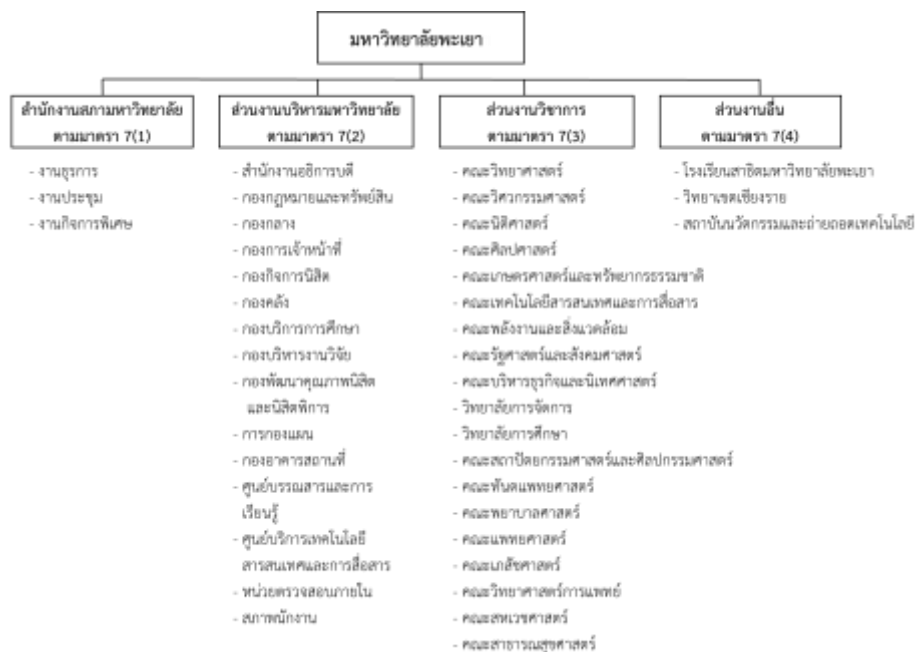 มหาวิทยาลัยพะเยา
สำนักงานสภามหาวิทยาลัย
ตามมาตรา 7(1)
- งานธุรการ
- งานประชุม
- งานกิจการพิเศษ
ส่วนงานบริหารมหาวิทยาลัย
ตามมาตรา 7(2)
- สำนักงานอธิการบดี
- กองกฎหมายและทรัพย์สิน
- กองกลาง
- กองการเจ้าหน้าที่
- กองกิจการนิสิต
- กองคลัง
- กองบริการการศึกษา
- กองบริหารงานวิจัย
- กองพัฒนาคุณภาพนิสิต
และนิสิตพิการ
- การกองแผน
- กองอาคารสถานที่
- ศูนย์บรรณสารและการ
เรียนรู้
- ศูนย์บริการเทคโนโลยี
สารสนเทศและการสื่อสาร
- หน่วยตรวจสอบภายใน
- สภาพนักงาน
ส่วนงานวิชาการ
ตามมาตรา 7(3)
- คณะวิทยาศาสตร์
- คณะวิศวกรรมศาสตร์
- คณะนิติศาสตร์
- คณะศิลปศาสตร์
- คณะเกษตรศาสตร์และทรัพยากรธรรมชาติ
- คณะเทคโนโลยีสารสนเทศและการสื่อสาร
- คณะพลังงานและสิ่งแวดล้อม
- คณะรัฐศาสตร์และสังคมศาสตร์
- คณะบริหารธุรกิจและนิเทศศาสตร์
- วิทยาลัยการจัดการ
- วิทยาลัยการศึกษา
- คณะสถาปัตยกรรมศาสตร์และศิลปกรรมศาสตร์
- คณะทันตแพทยศาสตร์
- คณะพยาบาลศาสตร์
- คณะแพทยศาสตร์
- คณะเภสัชศาสตร์
- คณะวิทยาศาสตร์การแพทย์
- คณะสหเวชศาสตร์
- คณะสาธารณสุขศาสตร์
ส่วนงานอื่น
ตามมาตรา 7(4)
- โรงเรียนสาธิตมหาวิทยาลัยพะเยา
- วิทยาเขตเชียงราย
- สถาบันนวัตกรรมและถ่ายถอดเทคโนโลยี